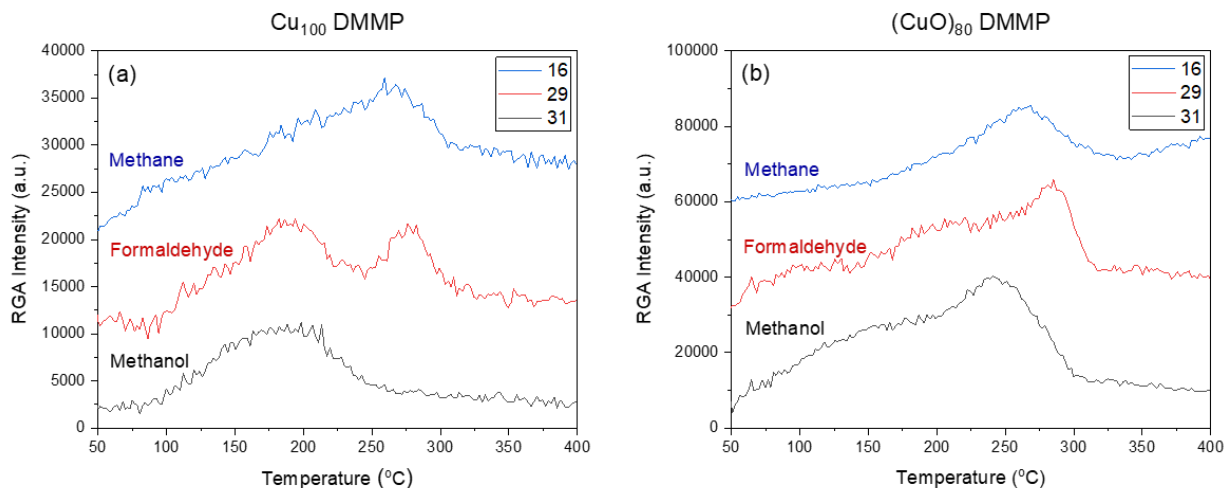 Cu₁₀₀ DMMP
(a)
16
29
31
Methane
Formaldehyde
Methanol
RGA Intensity (a.u.)
40000
35000
30000
25000
20000
15000
10000
5000
0
50 100 150 200 250 300 350 400
Temperature (⁰C)
(CuO)₈₀ DMMP
(b)
16
29
31
Methane
Formaldehyde
Methanol
RGA Intensity (a.u.)
100000
80000
60000
40000
20000
0
50 100 150 200 250 300 350 400
Temperature (⁰C)